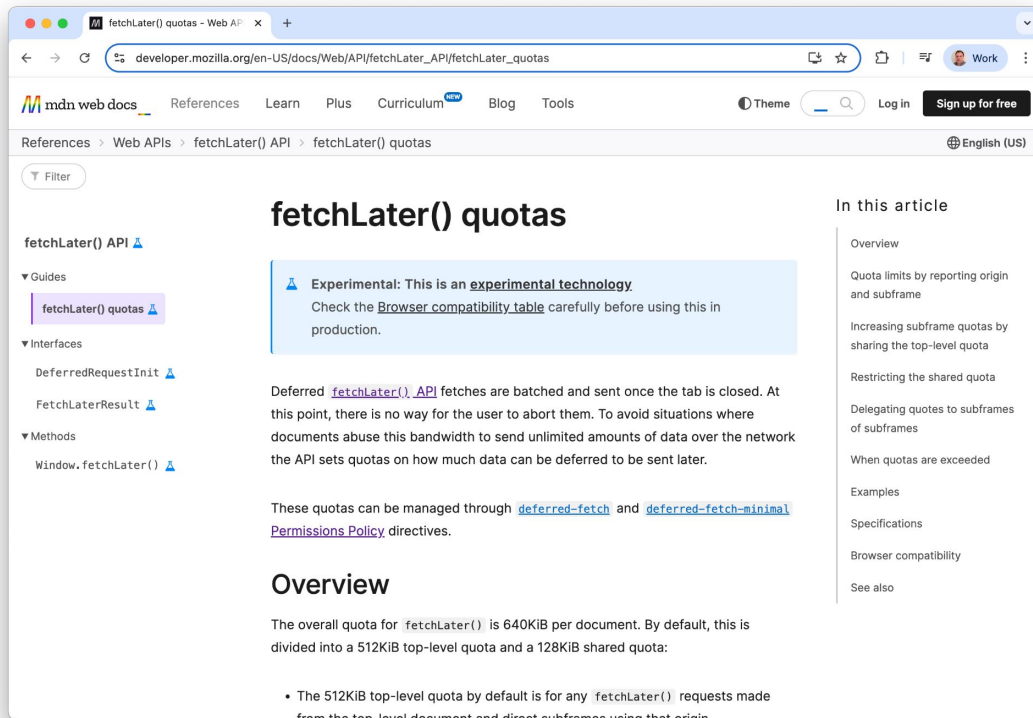 fetchLater() quotas - Web AP
developer.mozilla.org/en-US/docs/Web/API/fetchLater_API/fetchLater_quotas
Work
mdn web docs
References
Learn
Plus
Curriculum NEW
Blog
Tools
Theme
Log in
Sign up for free
References > Web APIs > fetchLater() API > fetchLater() quotas
English (US)
Filter
fetchLater() API
Guides
fetchLater() quotas
Interfaces
DeferredRequestInit
FetchLaterResult
Methods
Window.fetchLater()
fetchLater() quotas
Experimental: This is an experimental technology
Check the Browser compatibility table carefully before using this in
production.
Deferred fetchLater() API fetches are batched and sent once the tab is closed. At
this point, there is no way for the user to abort them. To avoid situations where
documents abuse this bandwidth to send unlimited amounts of data over the network
the API sets quotas on how much data can be deferred to be sent later.
These quotas can be managed through deferred-fetch and deferred-fetch-minimal
Permissions Policy directives.
Overview
The overall quota for fetchLater() is 640KiB per document. By default, this is
divided into a 512KiB top-level quota and a 128KiB shared quota:
• The 512KiB top-level quota by default is for any fetchLater() requests made
from the top-level document and direct subframes using that origin
In this article
Overview
Quota limits by reporting origin
and subframe
Increasing subframe quotas by
sharing the top-level quota
Restricting the shared quota
Delegating quotes to subframes
of subframes
When quotas are exceeded
Examples
Specifications
Browser compatibility
See also